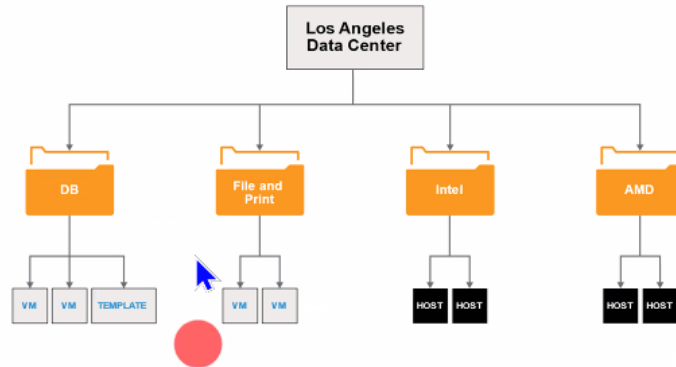 Los Angeles
Data Center
DB
File and
Print
Intel
AMD
VM
VM
TEMPLATE
VM
VM
HOST
HOST
HOST
HOST